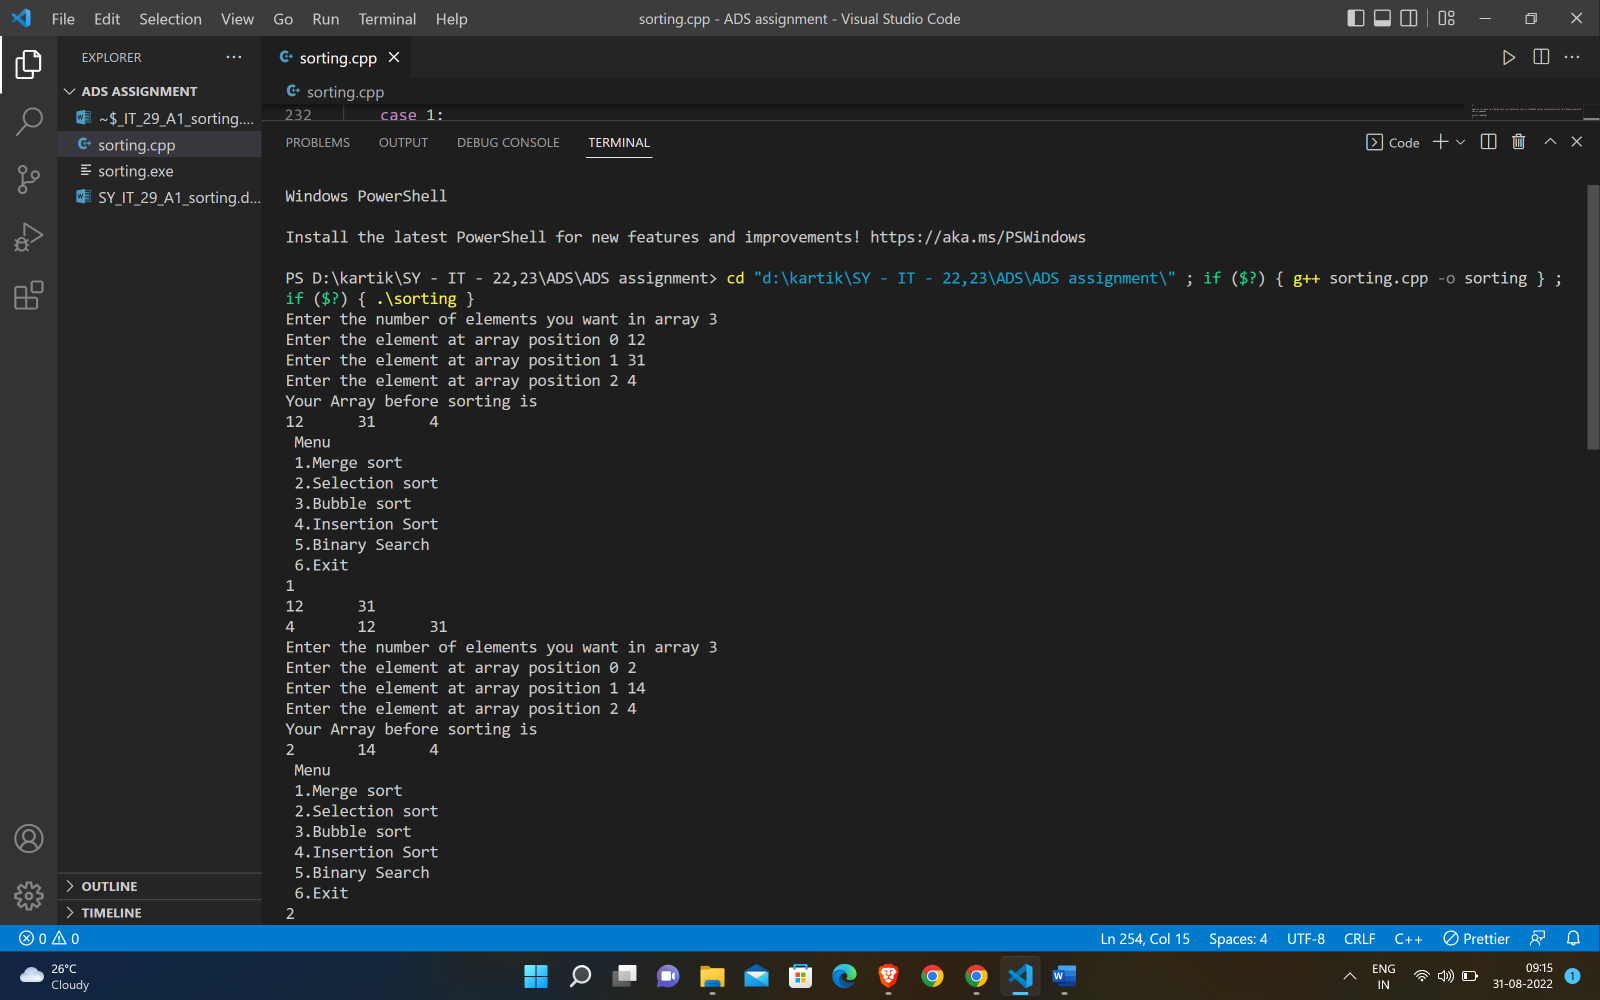 File Edit Selection View Go Run Terminal Help
sorting.cpp - ADS assignment - Visual Studio Code
EXPLORER
ADS ASSIGNMENT
~$_IT_29_A1_sorting....
sorting.cpp
sorting.exe
SY_IT_29_A1_sorting.d...
OUTLINE
TIMELINE
sorting.cpp
sorting.cpp
232 case 1:
PROBLEMS OUTPUT DEBUG CONSOLE TERMINAL
Code
Windows PowerShell
Install the latest PowerShell for new features and improvements! https://aka.ms/PSWindows
PS D:\kartik\SY - IT - 22,23\ADS\ADS assignment> cd "d:\kartik\SY - IT - 22,23\ADS\ADS assignment\" ; if ($?) { g++ sorting.cpp -o sorting } ;
if ($?) { .\sorting }
Enter the number of elements you want in array 3
Enter the element at array position 0 12
Enter the element at array position 1 31
Enter the element at array position 2 4
Your Array before sorting is
12 31 4
Menu
1.Merge sort
2.Selection sort
3.Bubble sort
4.Insertion Sort
5.Binary Search
6.Exit
1
12 31
4 12 31
Enter the number of elements you want in array 3
Enter the element at array position 0 2
Enter the element at array position 1 14
Enter the element at array position 2 4
Your Array before sorting is
2 14 4
Menu
1.Merge sort
2.Selection sort
3.Bubble sort
4.Insertion Sort
5.Binary Search
6.Exit
2
0 0
Ln 254, Col 15 Spaces: 4 UTF-8 CRLF C++ Prettier
26°C
Cloudy
ENG
IN
09:15
31-08-2022
1